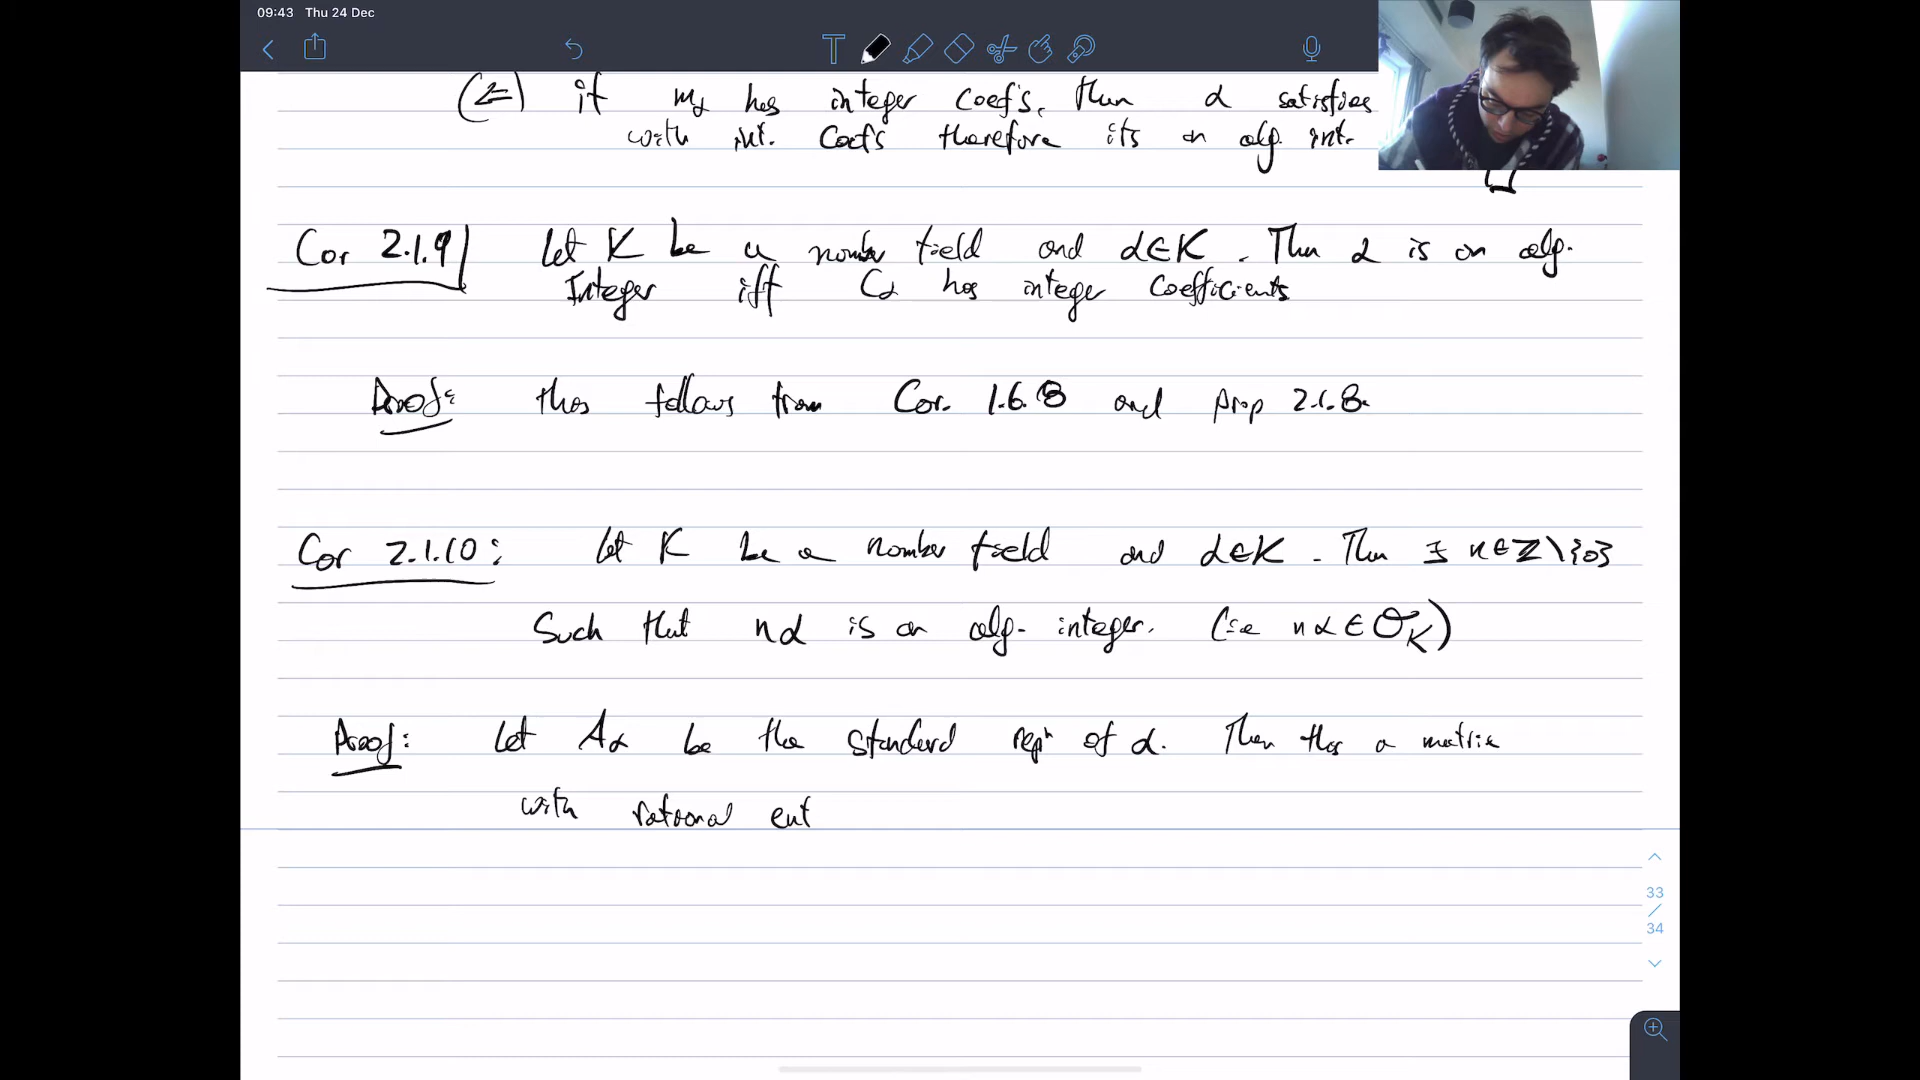 09:43 Thu 24 Dec
(⇐) if m_α has integer coef's, then α satisfies
with int. coef's therefore its an alg. int.
Cor 2.1.9 Let K be a number field and α∈K. Then α is an alg.
Integer iff C_α has integer coefficients
Proof: this follows from Cor. 1.6.8 and Prop 2.1.8.
Cor 2.1.10: Let K be a number field and α∈K. Then ∃ n∈Z\{0}
Such that nα is an alg. integer. (ie nα∈O_K)
Proof: Let A_α be the standard repⁿ of α. Then this a matrix
with rational ent
33
/
34